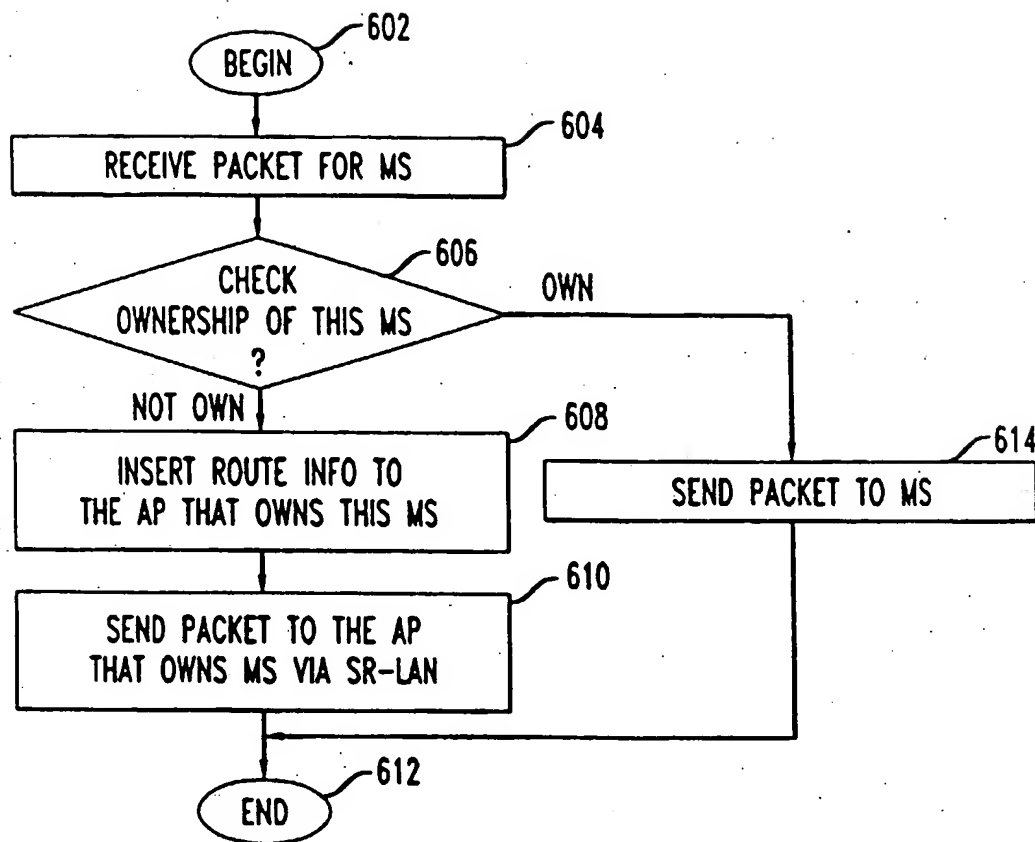 602
BEGIN
604
RECEIVE PACKET FOR MS
606
CHECK
OWNERSHIP OF THIS MS
?
OWN
NOT OWN
608
INSERT ROUTE INFO TO
THE AP THAT OWNS THIS MS
614
SEND PACKET TO MS
610
SEND PACKET TO THE AP
THAT OWNS MS VIA SR-LAN
612
END